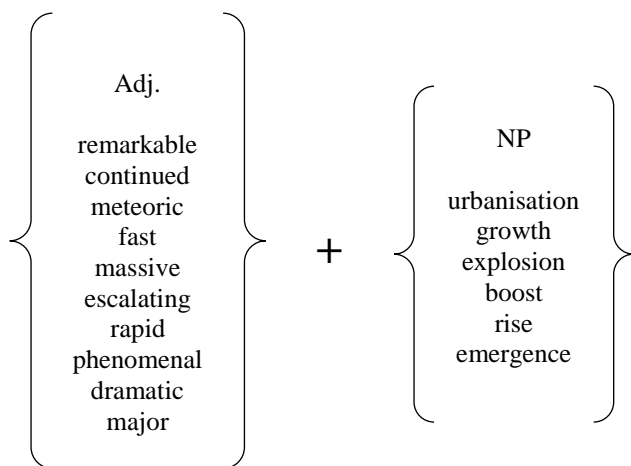 Adj.
remarkable
continued
meteoric
fast
massive
escalating
rapid
phenomenal
dramatic
major
+
NP
urbanisation
growth
explosion
boost
rise
emergence